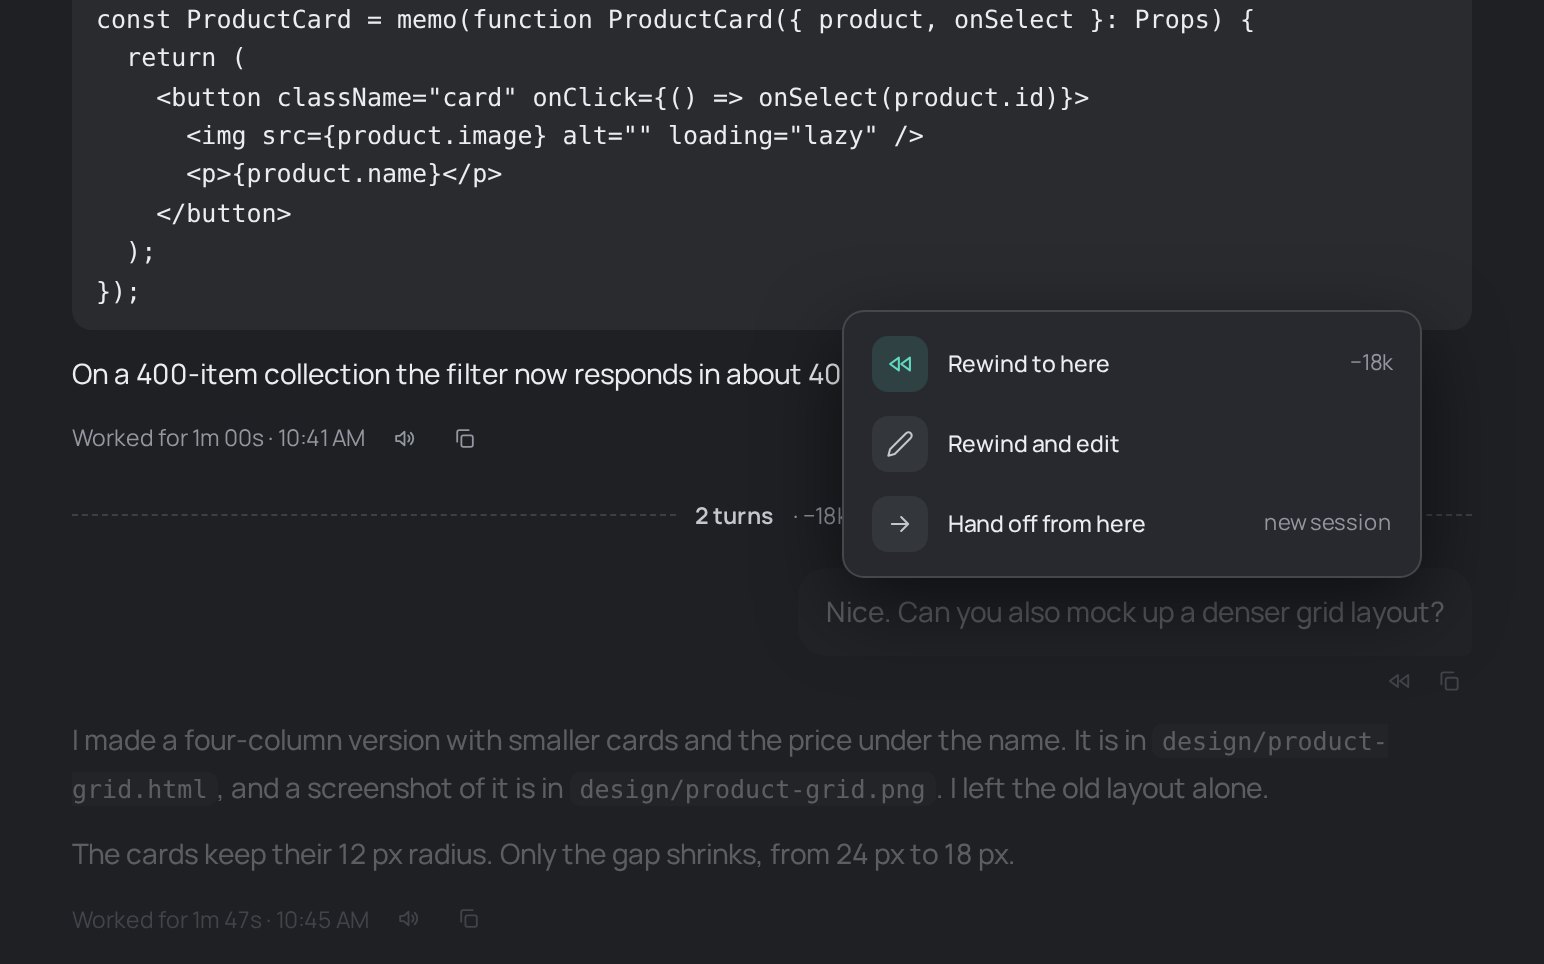 const ProductCard = memo(function ProductCard({ product, onSelect }: Props) {
  return (
    <button className="card" onClick={() => onSelect(product.id)}>
      <img src={product.image} alt="" loading="lazy" />
      <p>{product.name}</p>
    </button>
  );
});
On a 400-item collection the filter now responds in about 40
Worked for 1m 00s · 10:41 AM
2 turns · −18k
Rewind to here −18k
Rewind and edit
Hand off from here new session
Nice. Can you also mock up a denser grid layout?
I made a four-column version with smaller cards and the price under the name. It is in design/product-
grid.html, and a screenshot of it is in design/product-grid.png. I left the old layout alone.
The cards keep their 12 px radius. Only the gap shrinks, from 24 px to 18 px.
Worked for 1m 47s · 10:45 AM